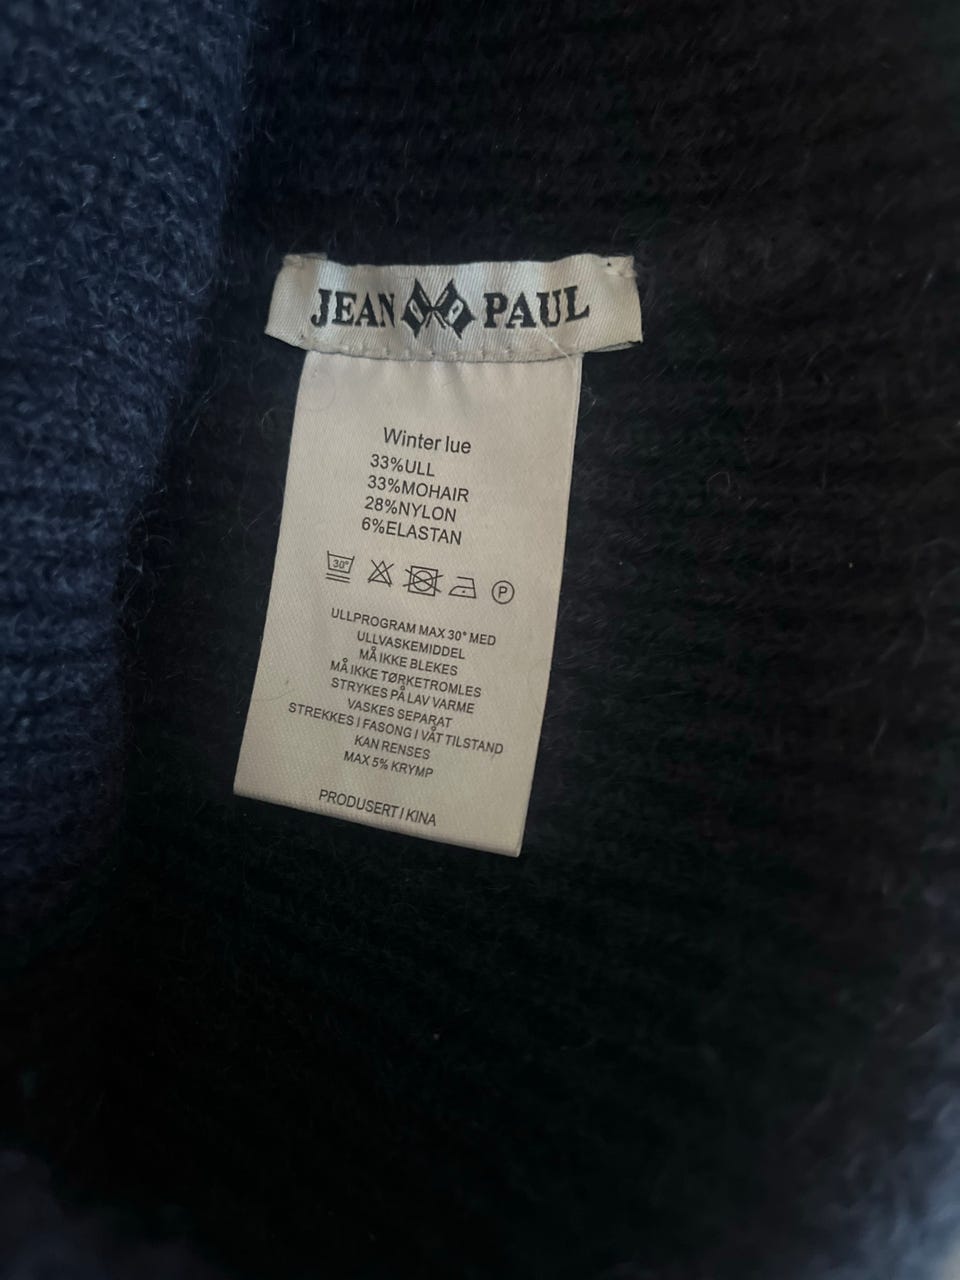 JEAN PAUL
Winter lue
33%ULL
33%MOHAIR
28%NYLON
6%ELASTAN
30° P
ULLPROGRAM MAX 30° MED
ULLVASKEMIDDEL
MÅ IKKE BLEKES
MÅ IKKE TØRKETROMLES
STRYKES PÅ LAV VARME
VASKES SEPARAT
STREKKES I FASONG I VÅT TILSTAND
KAN RENSES
MAX 5% KRYMP
PRODUSERT I KINA